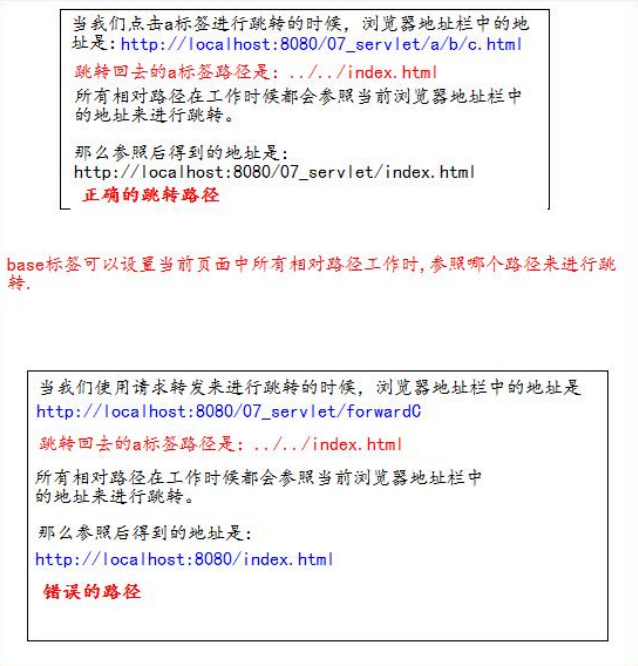 当我们点击a标签进行跳转的时候，浏览器地址栏中的地
址是：http://localhost:8080/07_servlet/a/b/c.html
跳转回去的a标签路径是：../../index.html
所有相对路径在工作时候都会参照当前浏览器地址栏中
的地址来进行跳转。
那么参照后得到的地址是：
http://localhost:8080/07_servlet/index.html
正确的跳转路径
base标签可以设置当前页面中所有相对路径工作时,参照哪个路径来进行跳
转.
当我们使用请求转发来进行跳转的时候，浏览器地址栏中的地址是
http://localhost:8080/07_servlet/forwardC
跳转回去的a标签路径是：../../index.html
所有相对路径在工作时候都会参照当前浏览器地址栏中
的地址来进行跳转。
那么参照后得到的地址是：
http://localhost:8080/index.html
错误的路径